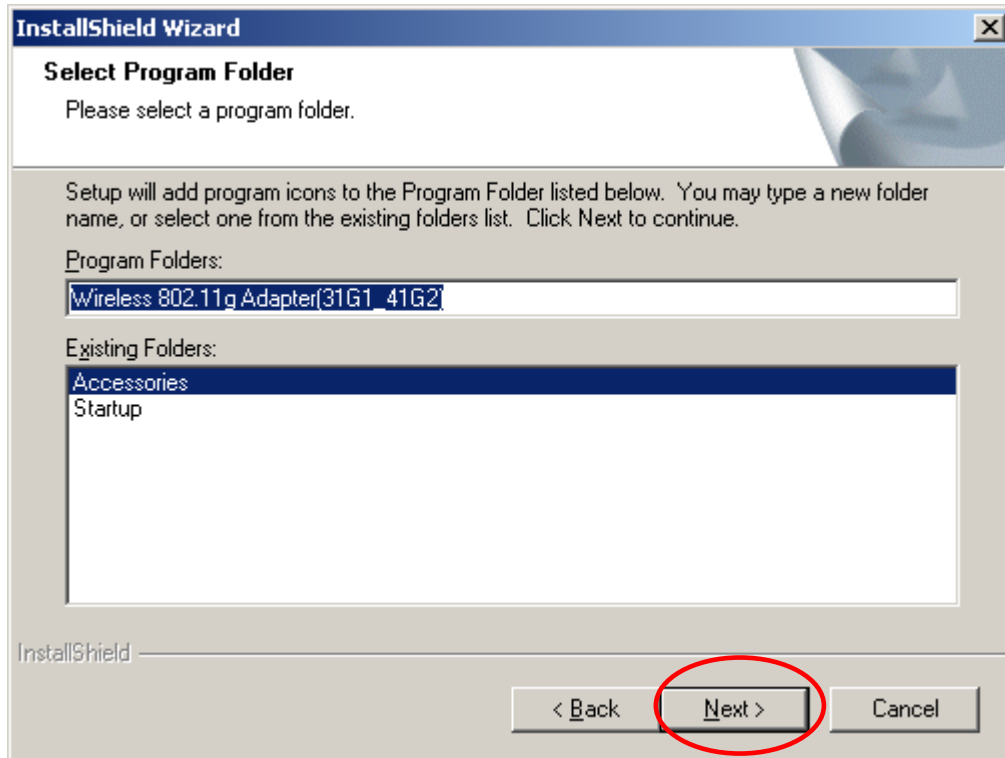 InstallShield Wizard
Select Program Folder
Please select a program folder.
Setup will add program icons to the Program Folder listed below. You may type a new folder
name, or select one from the existing folders list. Click Next to continue.
Program Folders:
Wireless 802.11g Adapter(31G1_41G2)
Existing Folders:
Accessories
Startup
InstallShield
< Back Next > Cancel